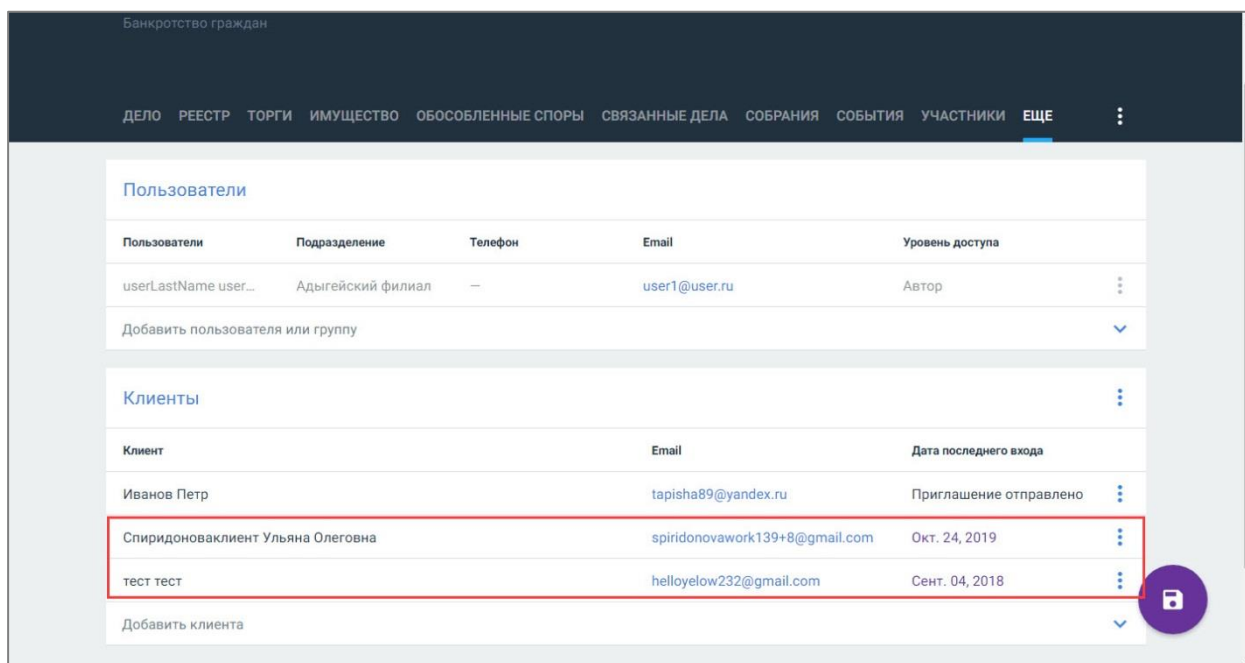 Банкротство граждан
ДЕЛО РЕЕСТР ТОРГИ ИМУЩЕСТВО ОБОСОБЛЕННЫЕ СПОРЫ СВЯЗАННЫЕ ДЕЛА СОБРАНИЯ СОБЫТИЯ УЧАСТНИКИ ЕЩЕ
Пользователи
Пользователи Подразделение Телефон Email Уровень доступа
userLastName user... Адыгейский филиал — user1@user.ru Автор
Добавить пользователя или группу
Клиенты
Клиент Email Дата последнего входа
Иванов Петр tapisha89@yandex.ru Приглашение отправлено
Спиридоноваклиент Ульяна Олеговна spiridonovawork139+8@gmail.com Окт. 24, 2019
тест тест helloyelow232@gmail.com Сент. 04, 2018
Добавить клиента